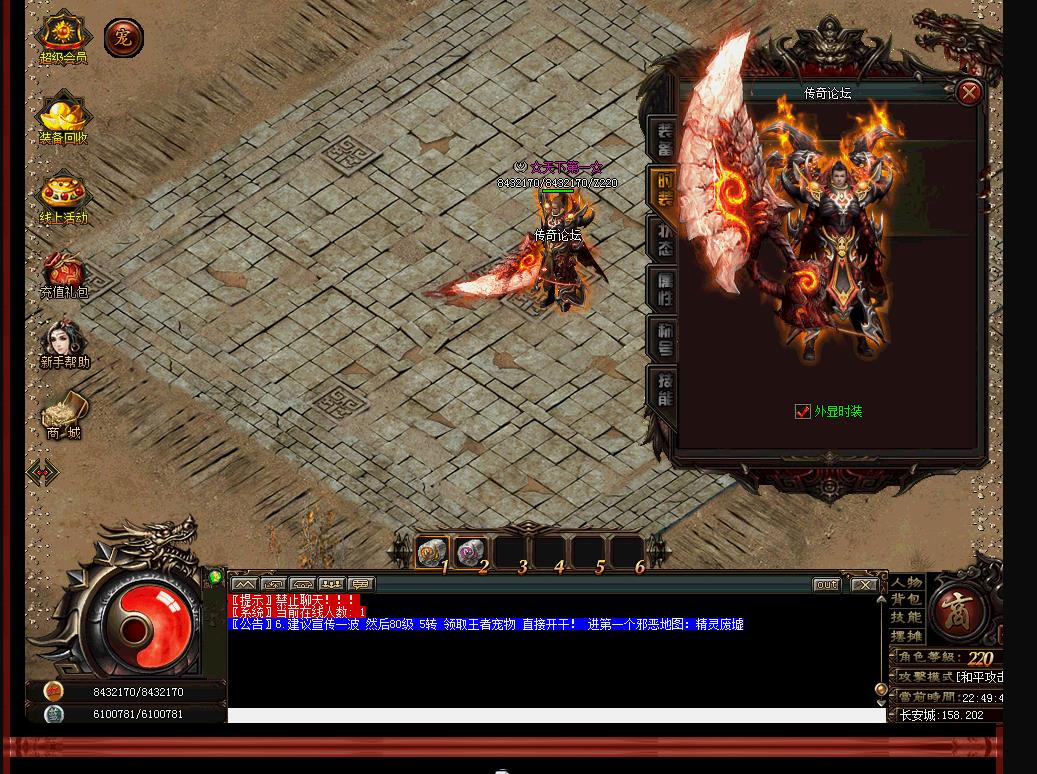 超级会员
宠
装备回收
线上活动
充值礼包
新手帮助
商 城
☆天下第一☆
8432170/8432170/Z220
传奇论坛
传奇论坛
装备
时装
状态
属性
称号
技能
外显时装
1 2 3 4 5 6
out
〖提示〗禁止聊天!!!
〖系统〗当前在线人数: 1
〖公告〗6.建议宣传一波 然后80级 5转 领取王者宠物 直接开干! 进第一个邪恶地图: 精灵废墟
8432170/8432170
6100781/6100781
人物
背包
技能
摆摊
商
角色等級: 220
攻擊模式[和平攻击
當前時間:22:49:4
长安城:158.202